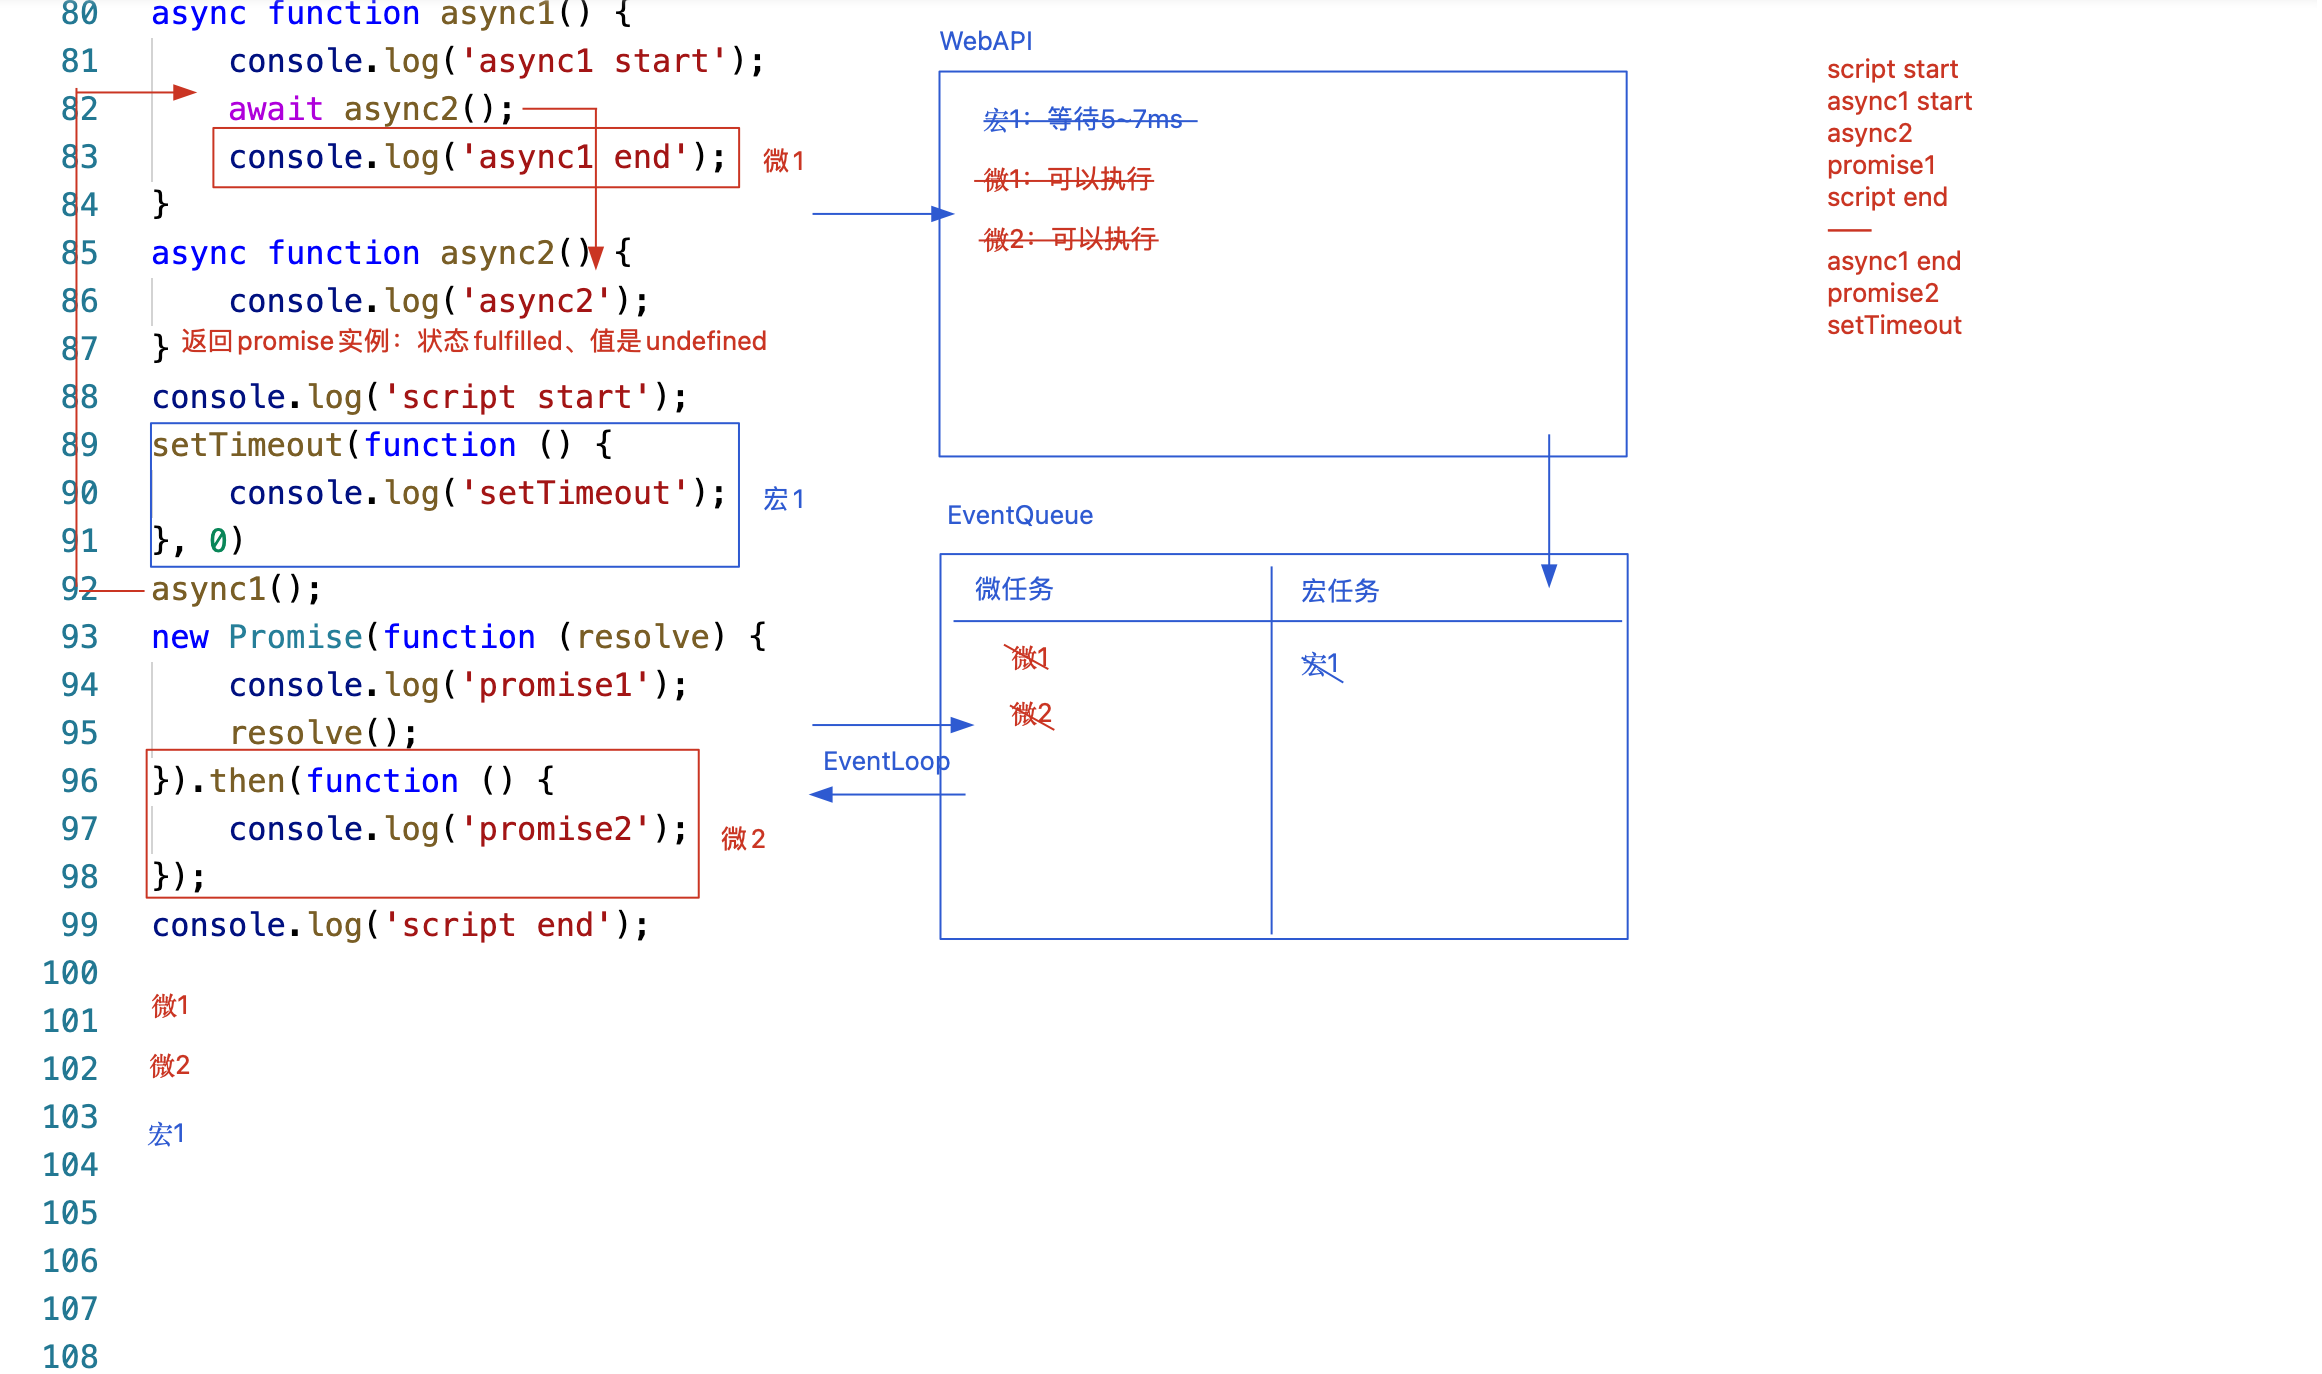 80 async function async1() {
81 console.log('async1 start');
82 await async2();
83 console.log('async1 end'); 微1
84 }
85 async function async2() {
86 console.log('async2');
87 } 返回promise实例：状态fulfilled、值是undefined
88 console.log('script start');
89 setTimeout(function () {
90 console.log('setTimeout'); 宏1
91 }, 0)
92 async1();
93 new Promise(function (resolve) {
94 console.log('promise1');
95 resolve();
96 }).then(function () {
97 console.log('promise2'); 微2
98 });
99 console.log('script end');
100
101 微1
102 微2
103 宏1
104
105
106
107
108
WebAPI
宏1：等待5~7ms
微1：可以执行
微2：可以执行
EventQueue
微任务 宏任务
微1 宏1
微2
EventLoop
script start
async1 start
async2
promise1
script end
——
async1 end
promise2
setTimeout